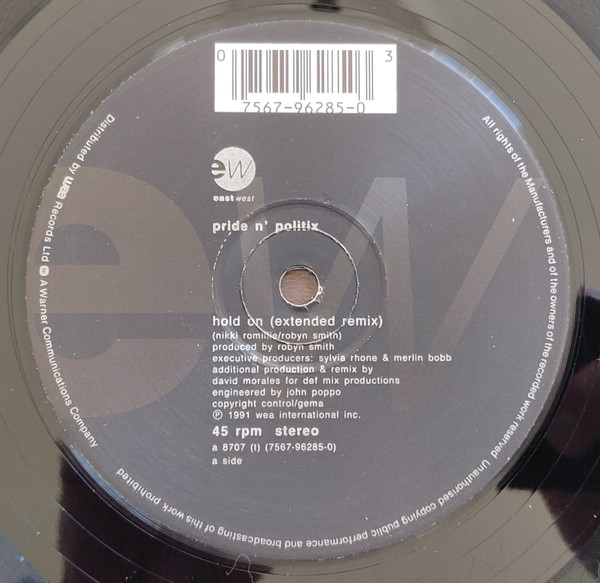 0 3
7567-96285-0
ew
eastwest
pride n' politix
hold on (extended remix)
(nikki romillie/robyn smith)
produced by robyn smith
executive producers: sylvia rhone & merlin bobb
additional production & remix by
david morales for def mix productions
engineered by john poppo
copyright control/gema
℗ 1991 wea international inc.
45 rpm stereo
a 8707 (t) (7567-96285-0)
a side
All rights of the Manufacturers and of the owners of the recorded work reserved Unauthorised copying public performance and broadcasting of this work prohibited
Distributed by wea Records Ltd A Warner Communications Company
ew